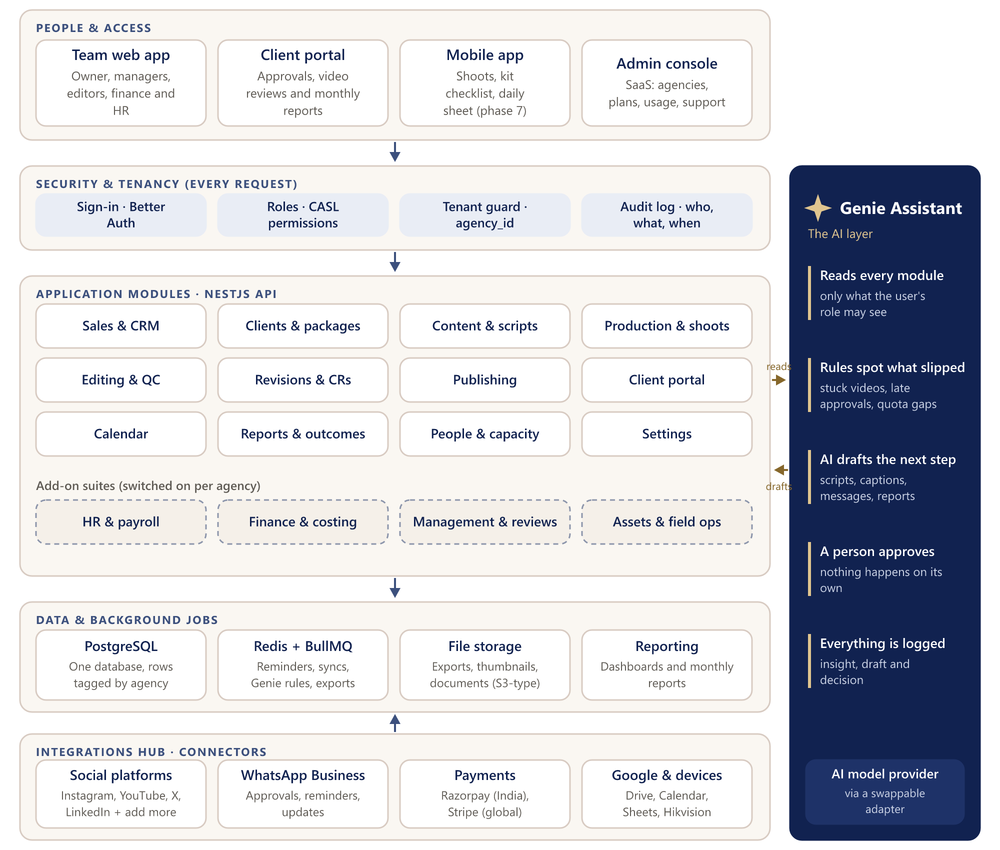 PEOPLE & ACCESS
Team web app
Owner, managers,
editors, finance and
HR
Client portal
Approvals, video
reviews and monthly
reports
Mobile app
Shoots, kit
checklist, daily
sheet (phase 7)
Admin console
SaaS: agencies,
plans, usage, support
SECURITY & TENANCY (EVERY REQUEST)
Sign-in · Better
Auth
Roles · CASL
permissions
Tenant guard ·
agency_id
Audit log · who,
what, when
APPLICATION MODULES · NESTJS API
Sales & CRM
Clients & packages
Content & scripts
Production & shoots
Editing & QC
Revisions & CRs
Publishing
Client portal
Calendar
Reports & outcomes
People & capacity
Settings
Add-on suites (switched on per agency)
HR & payroll
Finance & costing
Management & reviews
Assets & field ops
reads
drafts
DATA & BACKGROUND JOBS
PostgreSQL
One database, rows
tagged by agency
Redis + BullMQ
Reminders, syncs,
Genie rules, exports
File storage
Exports, thumbnails,
documents (S3-type)
Reporting
Dashboards and monthly
reports
INTEGRATIONS HUB · CONNECTORS
Social platforms
Instagram, YouTube, X,
LinkedIn + add more
WhatsApp Business
Approvals, reminders,
updates
Payments
Razorpay (India),
Stripe (global)
Google & devices
Drive, Calendar,
Sheets, Hikvision
Genie Assistant
The AI layer
Reads every module
only what the user's
role may see
Rules spot what slipped
stuck videos, late
approvals, quota gaps
AI drafts the next step
scripts, captions,
messages, reports
A person approves
nothing happens on its
own
Everything is logged
insight, draft and
decision
AI model provider
via a swappable
adapter